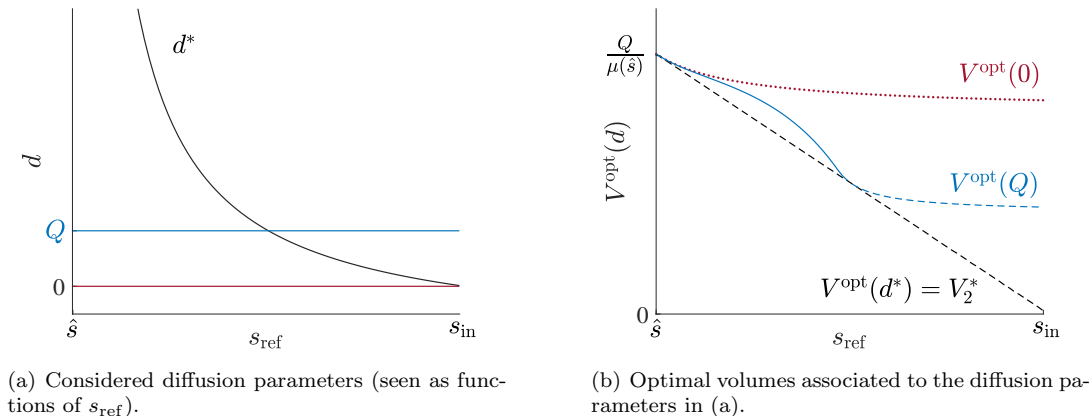 d*
d
Q
0
ŝ
s_ref
s_in
(a) Considered diffusion parameters (seen as func-
tions of s_ref).
Q/μ(ŝ)
V^opt(0)
V^opt(d)
V^opt(Q)
V^opt(d*) = V_2^*
0
ŝ
s_ref
s_in
(b) Optimal volumes associated to the diffusion pa-
rameters in (a).